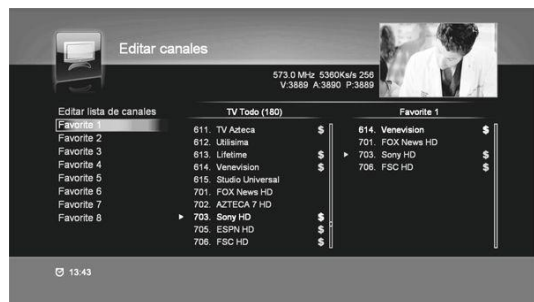 Editar canales
573.0 MHz 5360Ks/s 256
V:3889 A:3890 P:3889
Editar lista de canales
Favorite 1
Favorite 2
Favorite 3
Favorite 4
Favorite 5
Favorite 6
Favorite 7
Favorite 8
TV Todo (180)
611. TV Azteca $
612. Utilisima
613. Lifetime $
614. Venevision $
615. Studio Universal
701. FOX News HD
702. AZTECA 7 HD
703. Sony HD $
705. ESPN HD $
706. FSC HD $
Favorite 1
614. Venevision $
701. FOX News HD
703. Sony HD $
706. FSC HD $
13:43